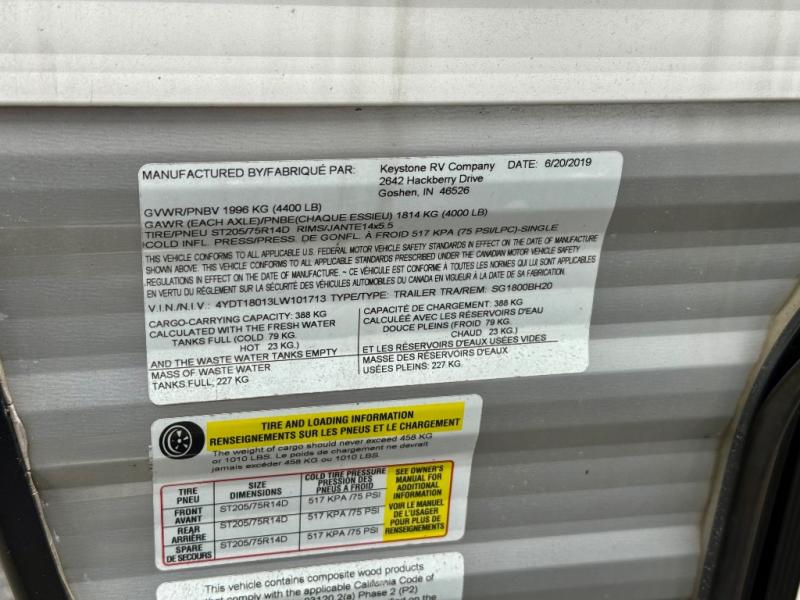 MANUFACTURED BY/FABRIQUÉ PAR: Keystone RV Company DATE: 6/20/2019
2642 Hackberry Drive
Goshen, IN 46526
GVWR/PNBV 1996 KG (4400 LB)
GAWR (EACH AXLE)/PNBE(CHAQUE ESSIEU) 1814 KG (4000 LB)
TIRE/PNEU ST205/75R14D RIMS/JANTE14x5.5
COLD INFL. PRESS/PRESS. DE GONFL. À FROID 517 KPA (75 PSI/LPC)-SINGLE
THIS VEHICLE CONFORMS TO ALL APPLICABLE U.S. FEDERAL MOTOR VEHICLE SAFETY STANDARDS IN EFFECT ON THE DATE OF MANUFACTURE
SHOWN ABOVE. THIS VEHICLE CONFORMS TO ALL APPLICABLE STANDARDS PRESCRIBED UNDER THE CANADIAN MOTOR VEHICLE SAFETY
REGULATIONS IN EFFECT ON THE DATE OF MANUFACTURE. ~ CE VÉHICULE EST CONFORME À TOUTES LES NORMES QUI LUI SONT APPLICABLES
EN VERTU DU RÈGLEMENT SUR LA SÉCURITÉ DES VÉHICULES AUTOMOBILES DU CANADA EN VIGUEUR À LA DATE DE SA FABRICATION.
V.I.N./N.I.V.: 4YDT18013LW101713 TYPE/TYPE: TRAILER TRA/REM: SG1800BH20
CARGO-CARRYING CAPACITY: 388 KG
CALCULATED WITH THE FRESH WATER
TANKS FULL (COLD 79 KG
HOT 23 KG.)
AND THE WASTE WATER TANKS EMPTY
MASS OF WASTE WATER
TANKS FULL: 227 KG
CAPACITÉ DE CHARGEMENT: 388 KG
CALCULÉE AVEC LES RÉSERVOIRS D'EAU
DOUCE PLEINS (FROID 79 KG.
CHAUD 23 KG.)
ET LES RÉSERVOIRS D'EAU USÉES VIDES
MASSE DES RÉSERVOIRS D'EAU
USÉES PLEINS: 227 KG
TIRE AND LOADING INFORMATION
RENSEIGNEMENTS SUR LES PNEUS ET LE CHARGEMENT
The weight of cargo should never exceed 458 KG
or 1010 LBS. Le poids de chargement ne devrait
jamais excéder 458 KG ou 1010 LBS.
TIRE
PNEU
SIZE
DIMENSIONS
COLD TIRE PRESSURE
PRESSION DES
PNEUS A FROID
FRONT
AVANT
ST205/75R14D
517 KPA /75 PSI
REAR
ARRIÈRE
ST205/75R14D
517 KPA /75 PSI
SPARE
DE SECOURS
ST205/75R14D
517 KPA /75 PSI
SEE OWNER'S
MANUAL FOR
ADDITIONAL
INFORMATION
VOIR LE MANUEL
DE L'USAGER
POUR PLUS DE
RENSEIGNEMENTS
This vehicle contains composite wood products
that comply with the applicable California Code of
93120.2(a) Phase 2 (P2)